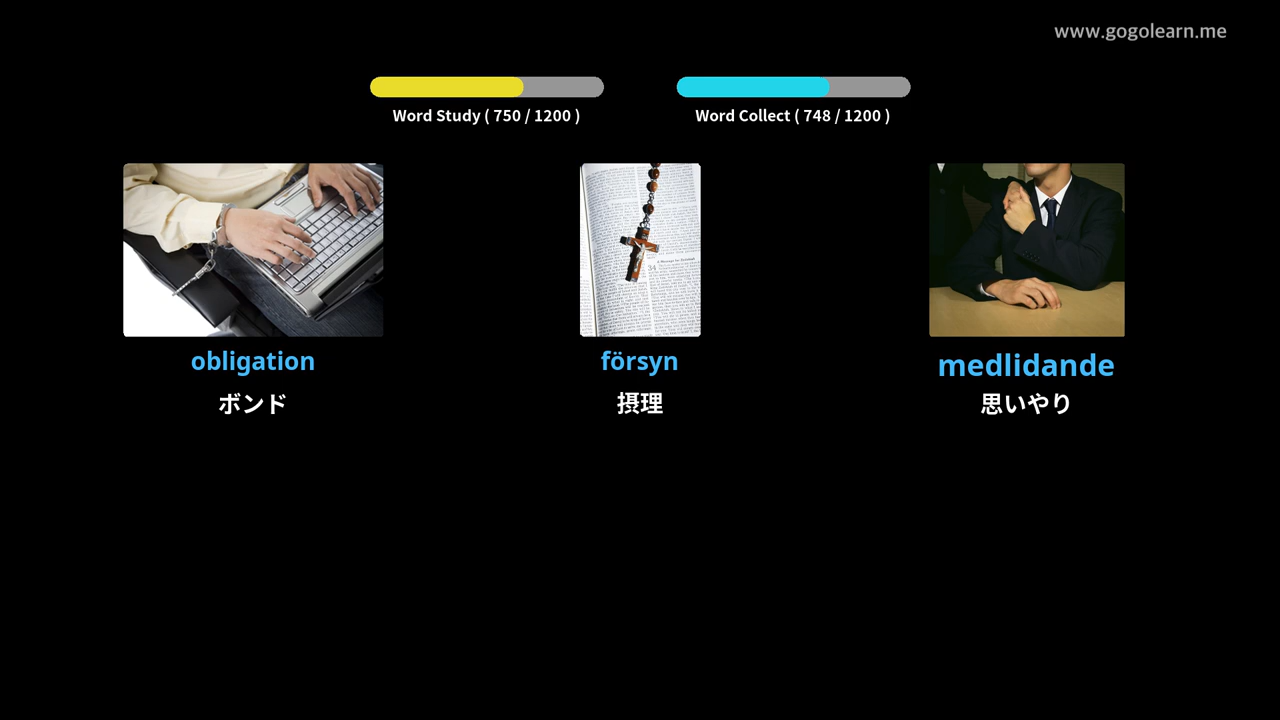 www.gogolearn.me
Word Study ( 750 / 1200 )
Word Collect ( 748 / 1200 )
obligation
försyn
medlidande
ボンド
摂理
思いやり